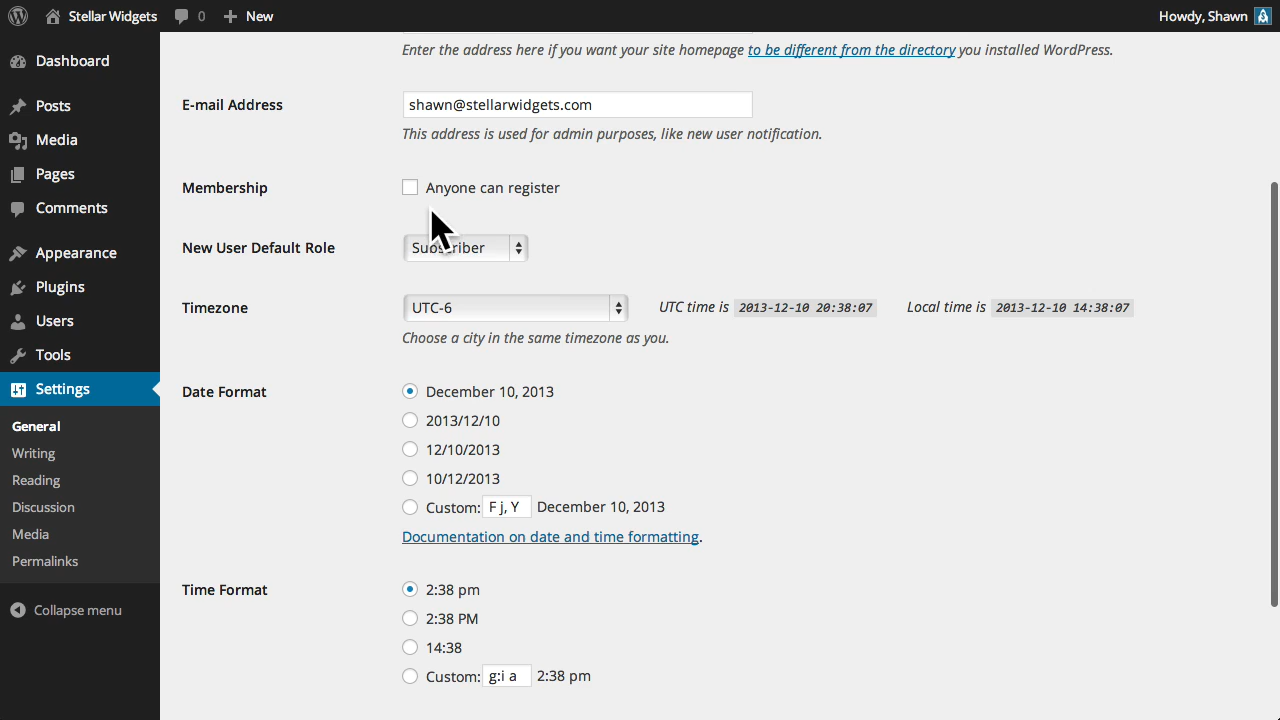 Stellar Widgets 0 New Howdy, Shawn
Dashboard
Posts
Media
Pages
Comments
Appearance
Plugins
Users
Tools
Settings
General
Writing
Reading
Discussion
Media
Permalinks
Collapse menu
Enter the address here if you want your site homepage to be different from the directory you installed WordPress.
E-mail Address shawn@stellarwidgets.com
This address is used for admin purposes, like new user notification.
Membership Anyone can register
New User Default Role Subscriber
Timezone UTC-6 UTC time is 2013-12-10 20:38:07 Local time is 2013-12-10 14:38:07
Choose a city in the same timezone as you.
Date Format December 10, 2013
2013/12/10
12/10/2013
10/12/2013
Custom: F j, Y December 10, 2013
Documentation on date and time formatting.
Time Format 2:38 pm
2:38 PM
14:38
Custom: g:i a 2:38 pm